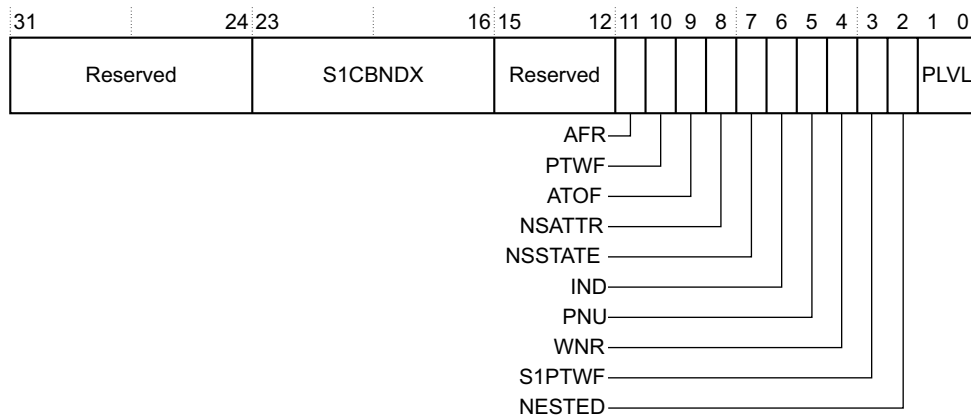 31 24 23 16 15 12 11 10 9 8 7 6 5 4 3 2 1 0
Reserved S1CBNDX Reserved PLVL
AFR
PTWF
ATOF
NSATTR
NSSTATE
IND
PNU
WNR
S1PTWF
NESTED